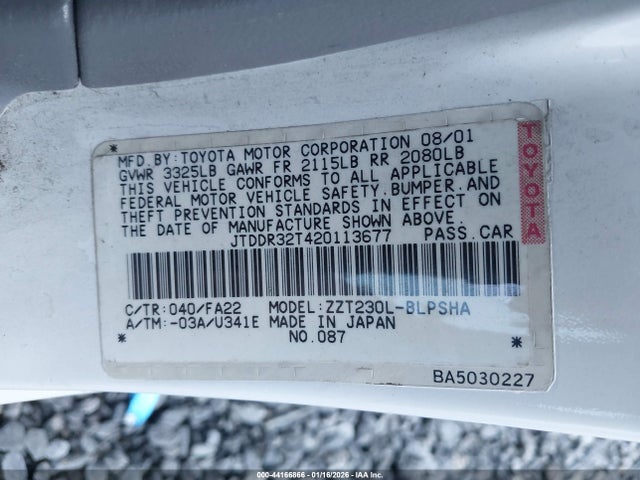 MFD.BY:TOYOTA MOTOR CORPORATION 08/01
GVWR 3325LB GAWR FR 2115LB RR 2080LB
THIS VEHICLE CONFORMS TO ALL APPLICABLE
FEDERAL MOTOR VEHICLE SAFETY,BUMPER,AND
THEFT PREVENTION STANDARDS IN EFFECT ON
THE DATE OF MANUFACTURE SHOWN ABOVE.
JTDDR32T420113677 PASS.CAR
TOYOTA
C/TR:040/FA22 MODEL:ZZT230L-BLPSHA
A/TM:-03A/U341E MADE IN JAPAN
* NO.087 *
BA5030227
000-44166866 - 01/16/2026 - IAA Inc.